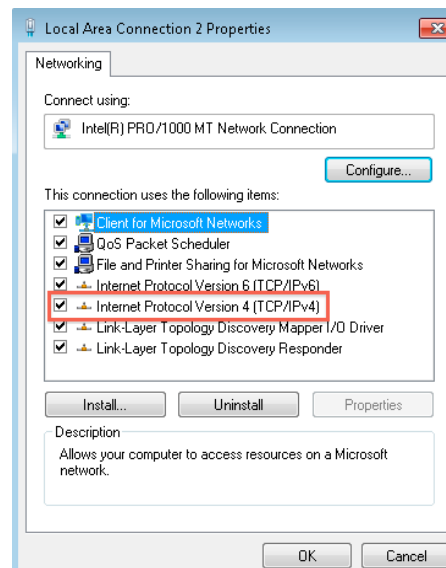 Local Area Connection 2 Properties
Networking
Connect using:
Intel(R) PRO/1000 MT Network Connection
Configure...
This connection uses the following items:
Client for Microsoft Networks
QoS Packet Scheduler
File and Printer Sharing for Microsoft Networks
Internet Protocol Version 6 (TCP/IPv6)
Internet Protocol Version 4 (TCP/IPv4)
Link-Layer Topology Discovery Mapper I/O Driver
Link-Layer Topology Discovery Responder
Install... Uninstall Properties
Description
Allows your computer to access resources on a Microsoft
network.
OK Cancel